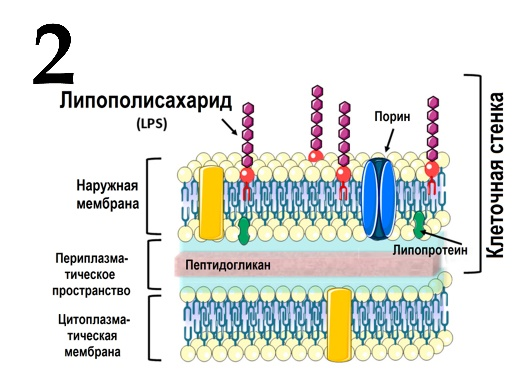 2
Липополисахарид
(LPS)
Порин
Клеточная стенка
Наружная
мембрана
Липопротеин
Периплазма-
тическое
пространство
Пептидогликан
Цитоплазма-
тическая
мембрана